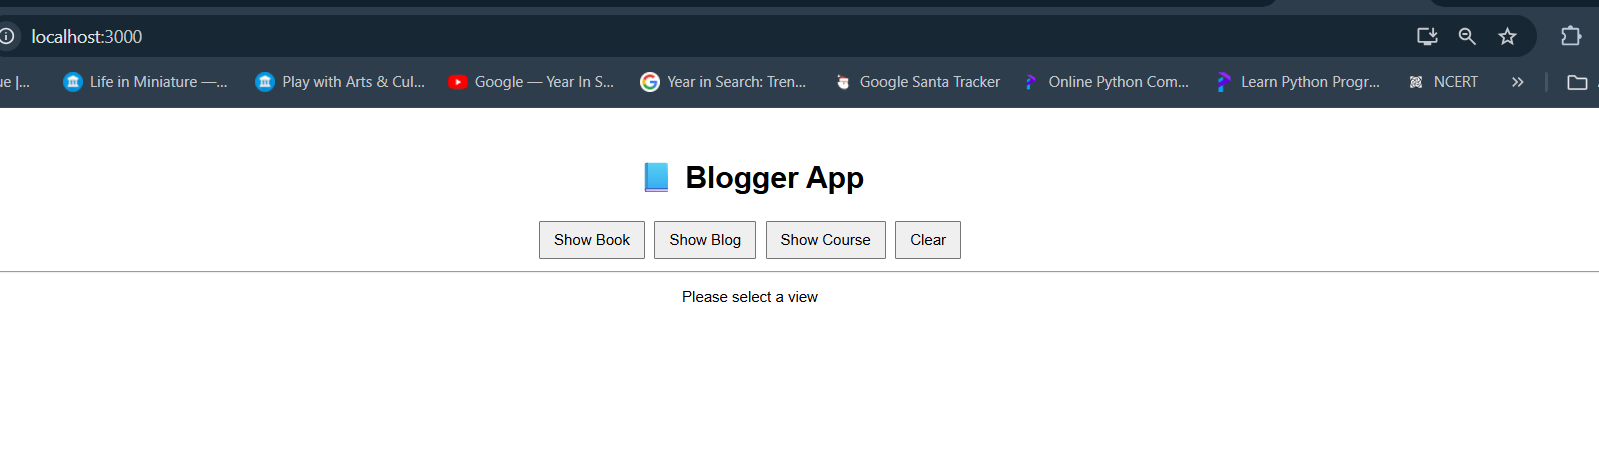 localhost:3000
ue |... Life in Miniature —... Play with Arts & Cul... Google — Year In S... Year in Search: Tren... Google Santa Tracker Online Python Com... Learn Python Progr... NCERT
Blogger App
Show Book Show Blog Show Course Clear
Please select a view